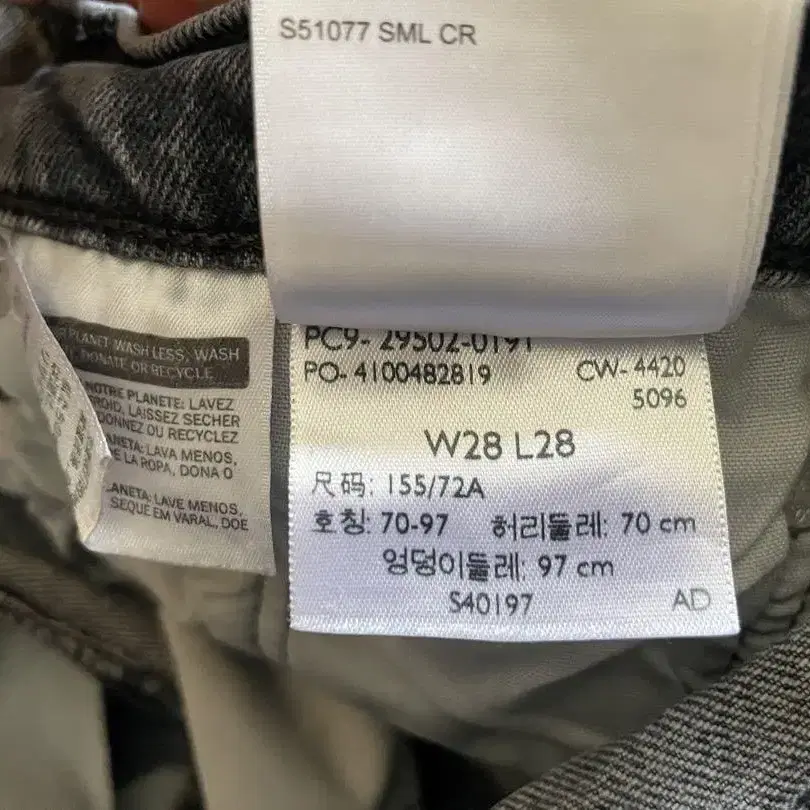 S51077 SML CR
PLANET: WASH LESS, WASH
DONATE OR RECYCLE.
NOTRE PLANETE: LAVEZ
LAISSEZ SECHER
DONNEZ OU RECYCLEZ
LAVA MENOS,
LA ROPA, DONA O
LAVE MENOS,
SEQUE EM VARAL, DOE
PC9- 29502-0191
PO- 4100482819 CW- 4420
5096
W28 L28
尺码: 155/72A
호칭: 70-97 허리둘레: 70 cm
엉덩이둘레: 97 cm
S40197 AD